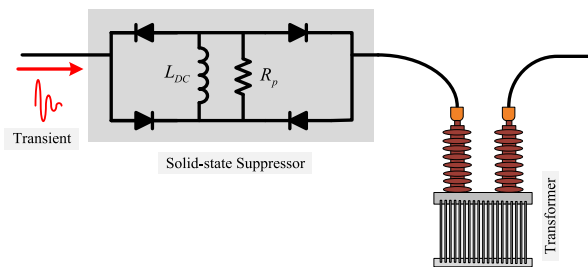 L_DC
R_p
Transient
Solid-state Suppressor
Transformer